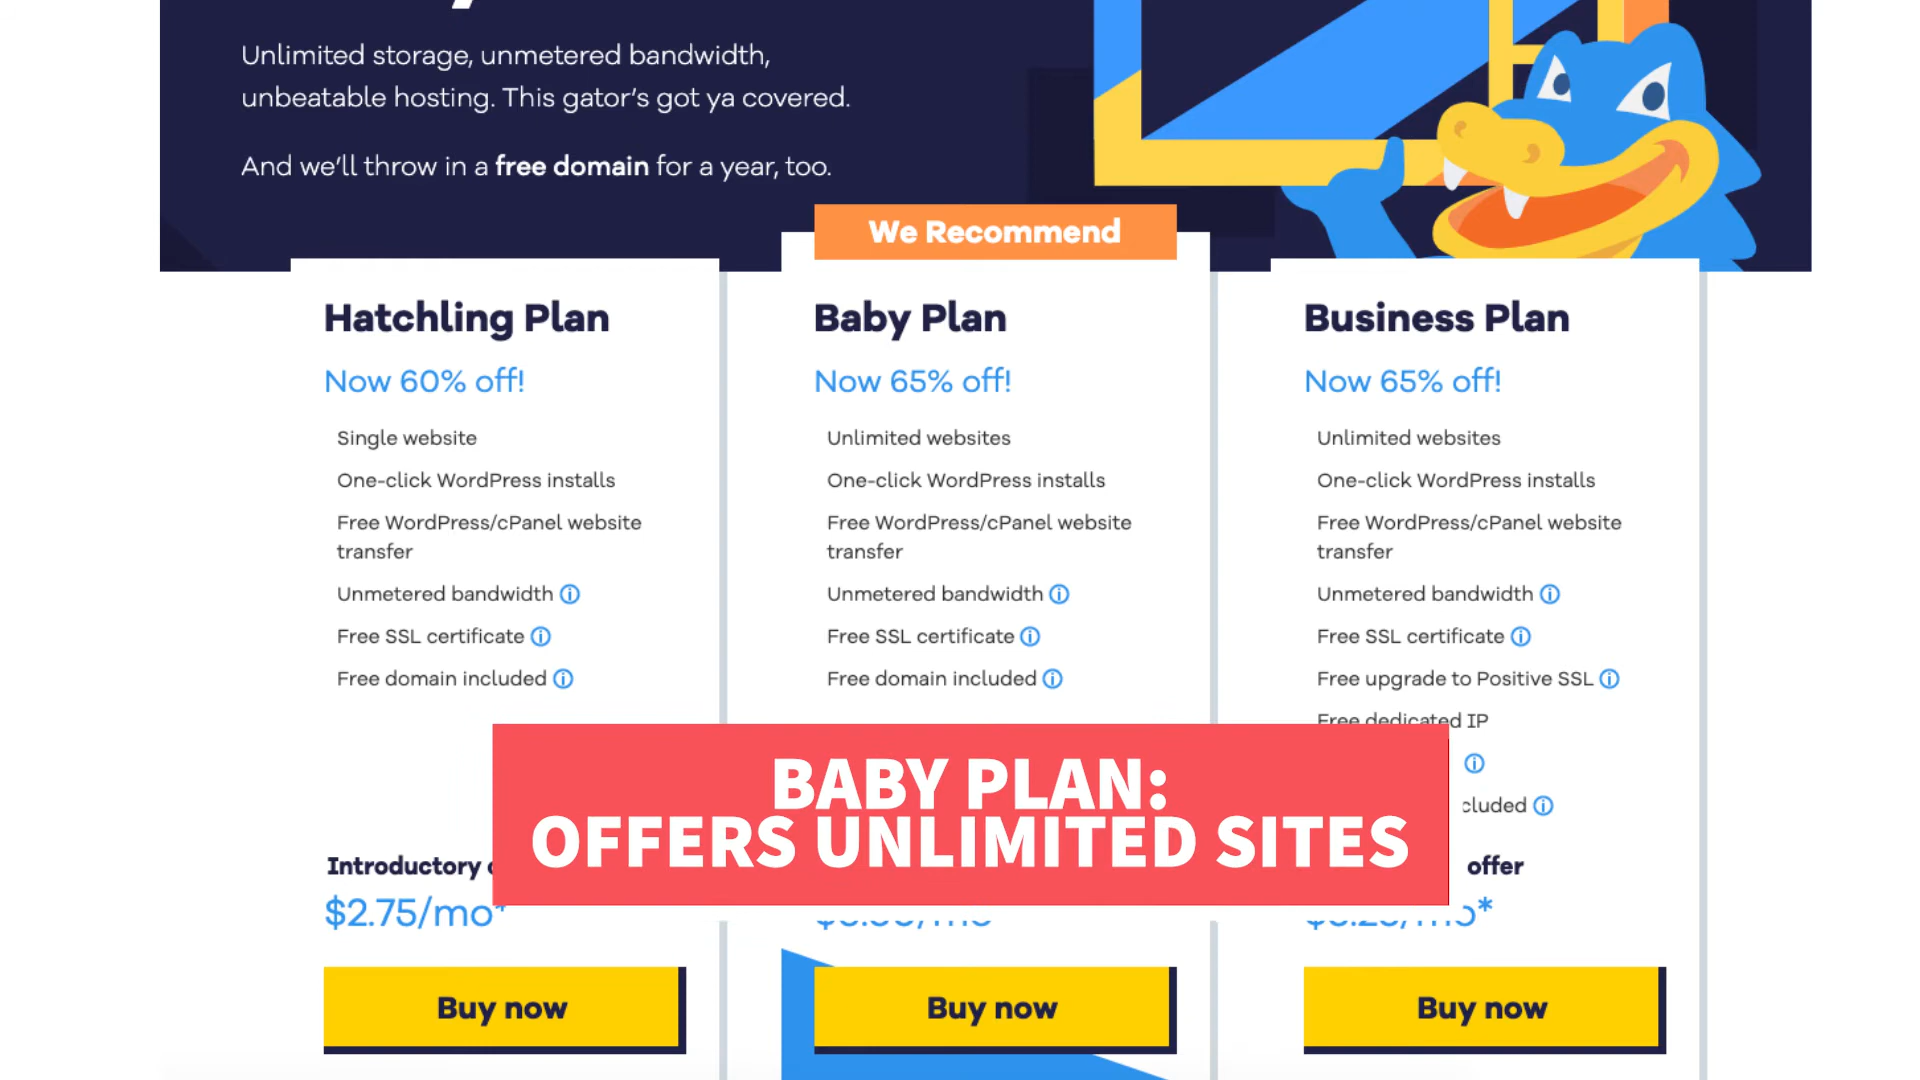 Unlimited storage, unmetered bandwidth,
unbeatable hosting. This gator's got ya covered.
And we'll throw in a free domain for a year, too.
We Recommend
Hatchling Plan
Now 60% off!
Single website
One-click WordPress installs
Free WordPress/cPanel website
transfer
Unmetered bandwidth
Free SSL certificate
Free domain included
Introductory
$2.75/mo*
Buy now
Baby Plan
Now 65% off!
Unlimited websites
One-click WordPress installs
Free WordPress/cPanel website
transfer
Unmetered bandwidth
Free SSL certificate
Free domain included
Buy now
Business Plan
Now 65% off!
Unlimited websites
One-click WordPress installs
Free WordPress/cPanel website
transfer
Unmetered bandwidth
Free SSL certificate
Free upgrade to Positive SSL
Free dedicated IP
cluded
offer
Buy now
BABY PLAN:
OFFERS UNLIMITED SITES